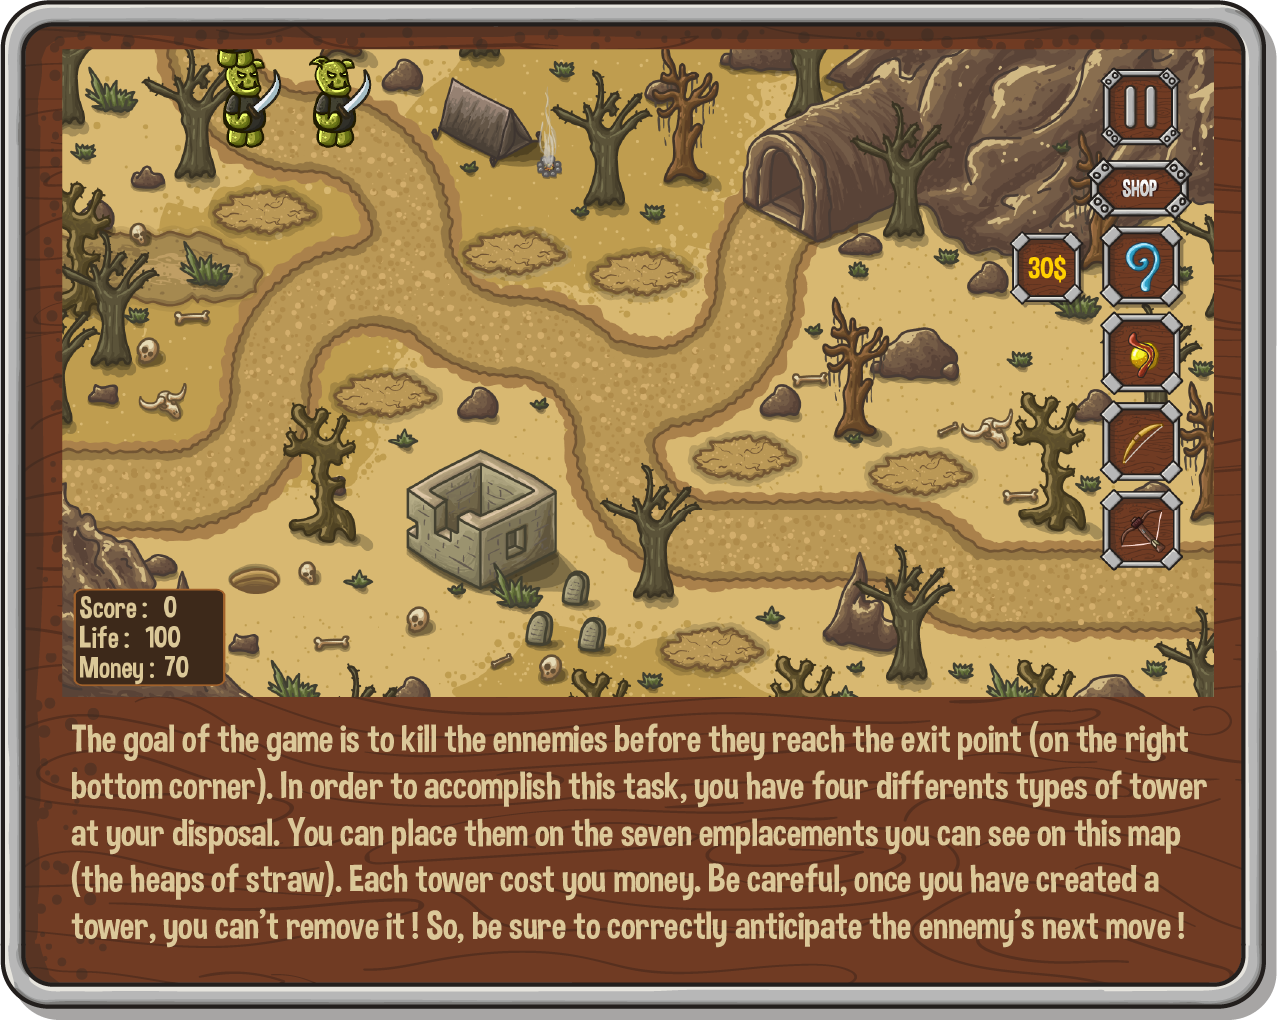 SHOP
30$
Score: 0
Life: 100
Money: 70
The goal of the game is to kill the ennemies before they reach the exit point (on the right
bottom corner). In order to accomplish this task, you have four differents types of tower
at your disposal. You can place them on the seven emplacements you can see on this map
(the heaps of straw). Each tower cost you money. Be careful, once you have created a
tower, you can't remove it ! So, be sure to correctly anticipate the ennemy's next move !